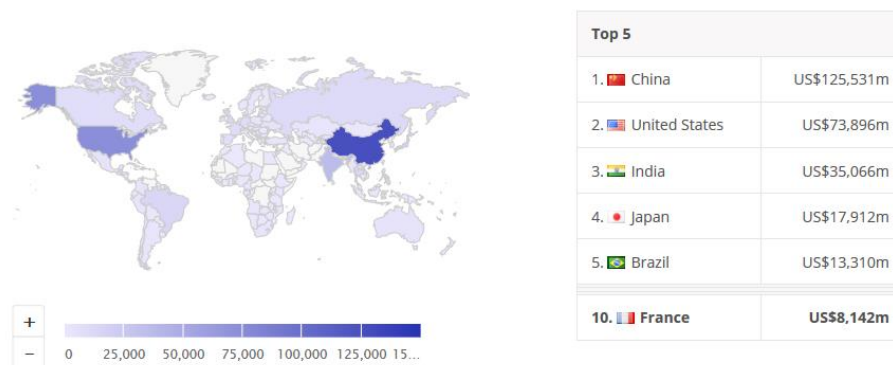 Top 5
1. China US$125,531m
2. United States US$73,896m
3. India US$35,066m
4. Japan US$17,912m
5. Brazil US$13,310m
10. France US$8,142m
+
−
0 25,000 50,000 75,000 100,000 125,000 15...